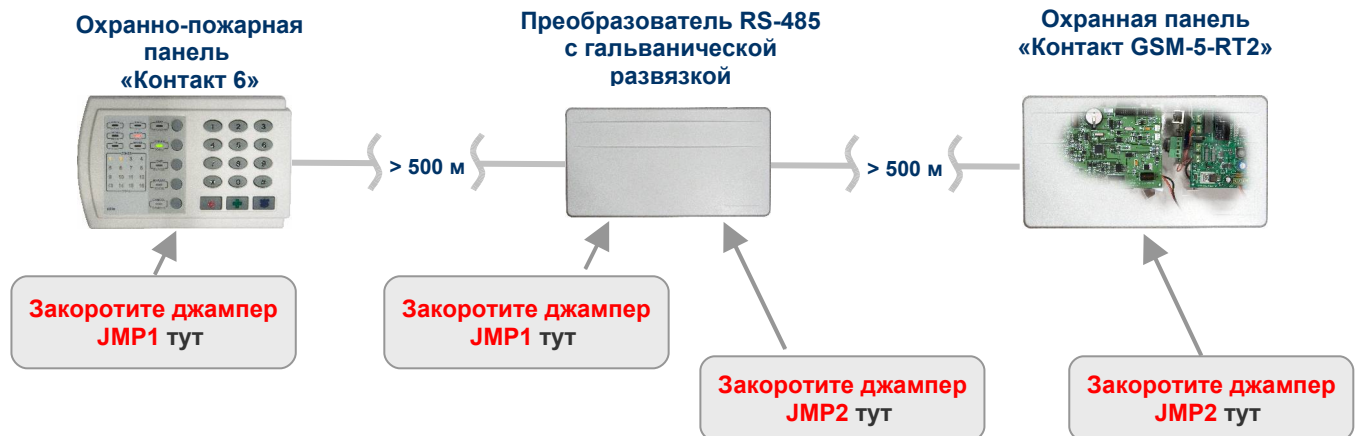 Охранно-пожарная
панель
«Контакт 6»
Преобразователь RS-485
с гальванической
развязкой
Охранная панель
«Контакт GSM-5-RT2»
> 500 м
> 500 м
Закоротите джампер
JMP1 тут
Закоротите джампер
JMP1 тут
Закоротите джампер
JMP2 тут
Закоротите джампер
JMP2 тут